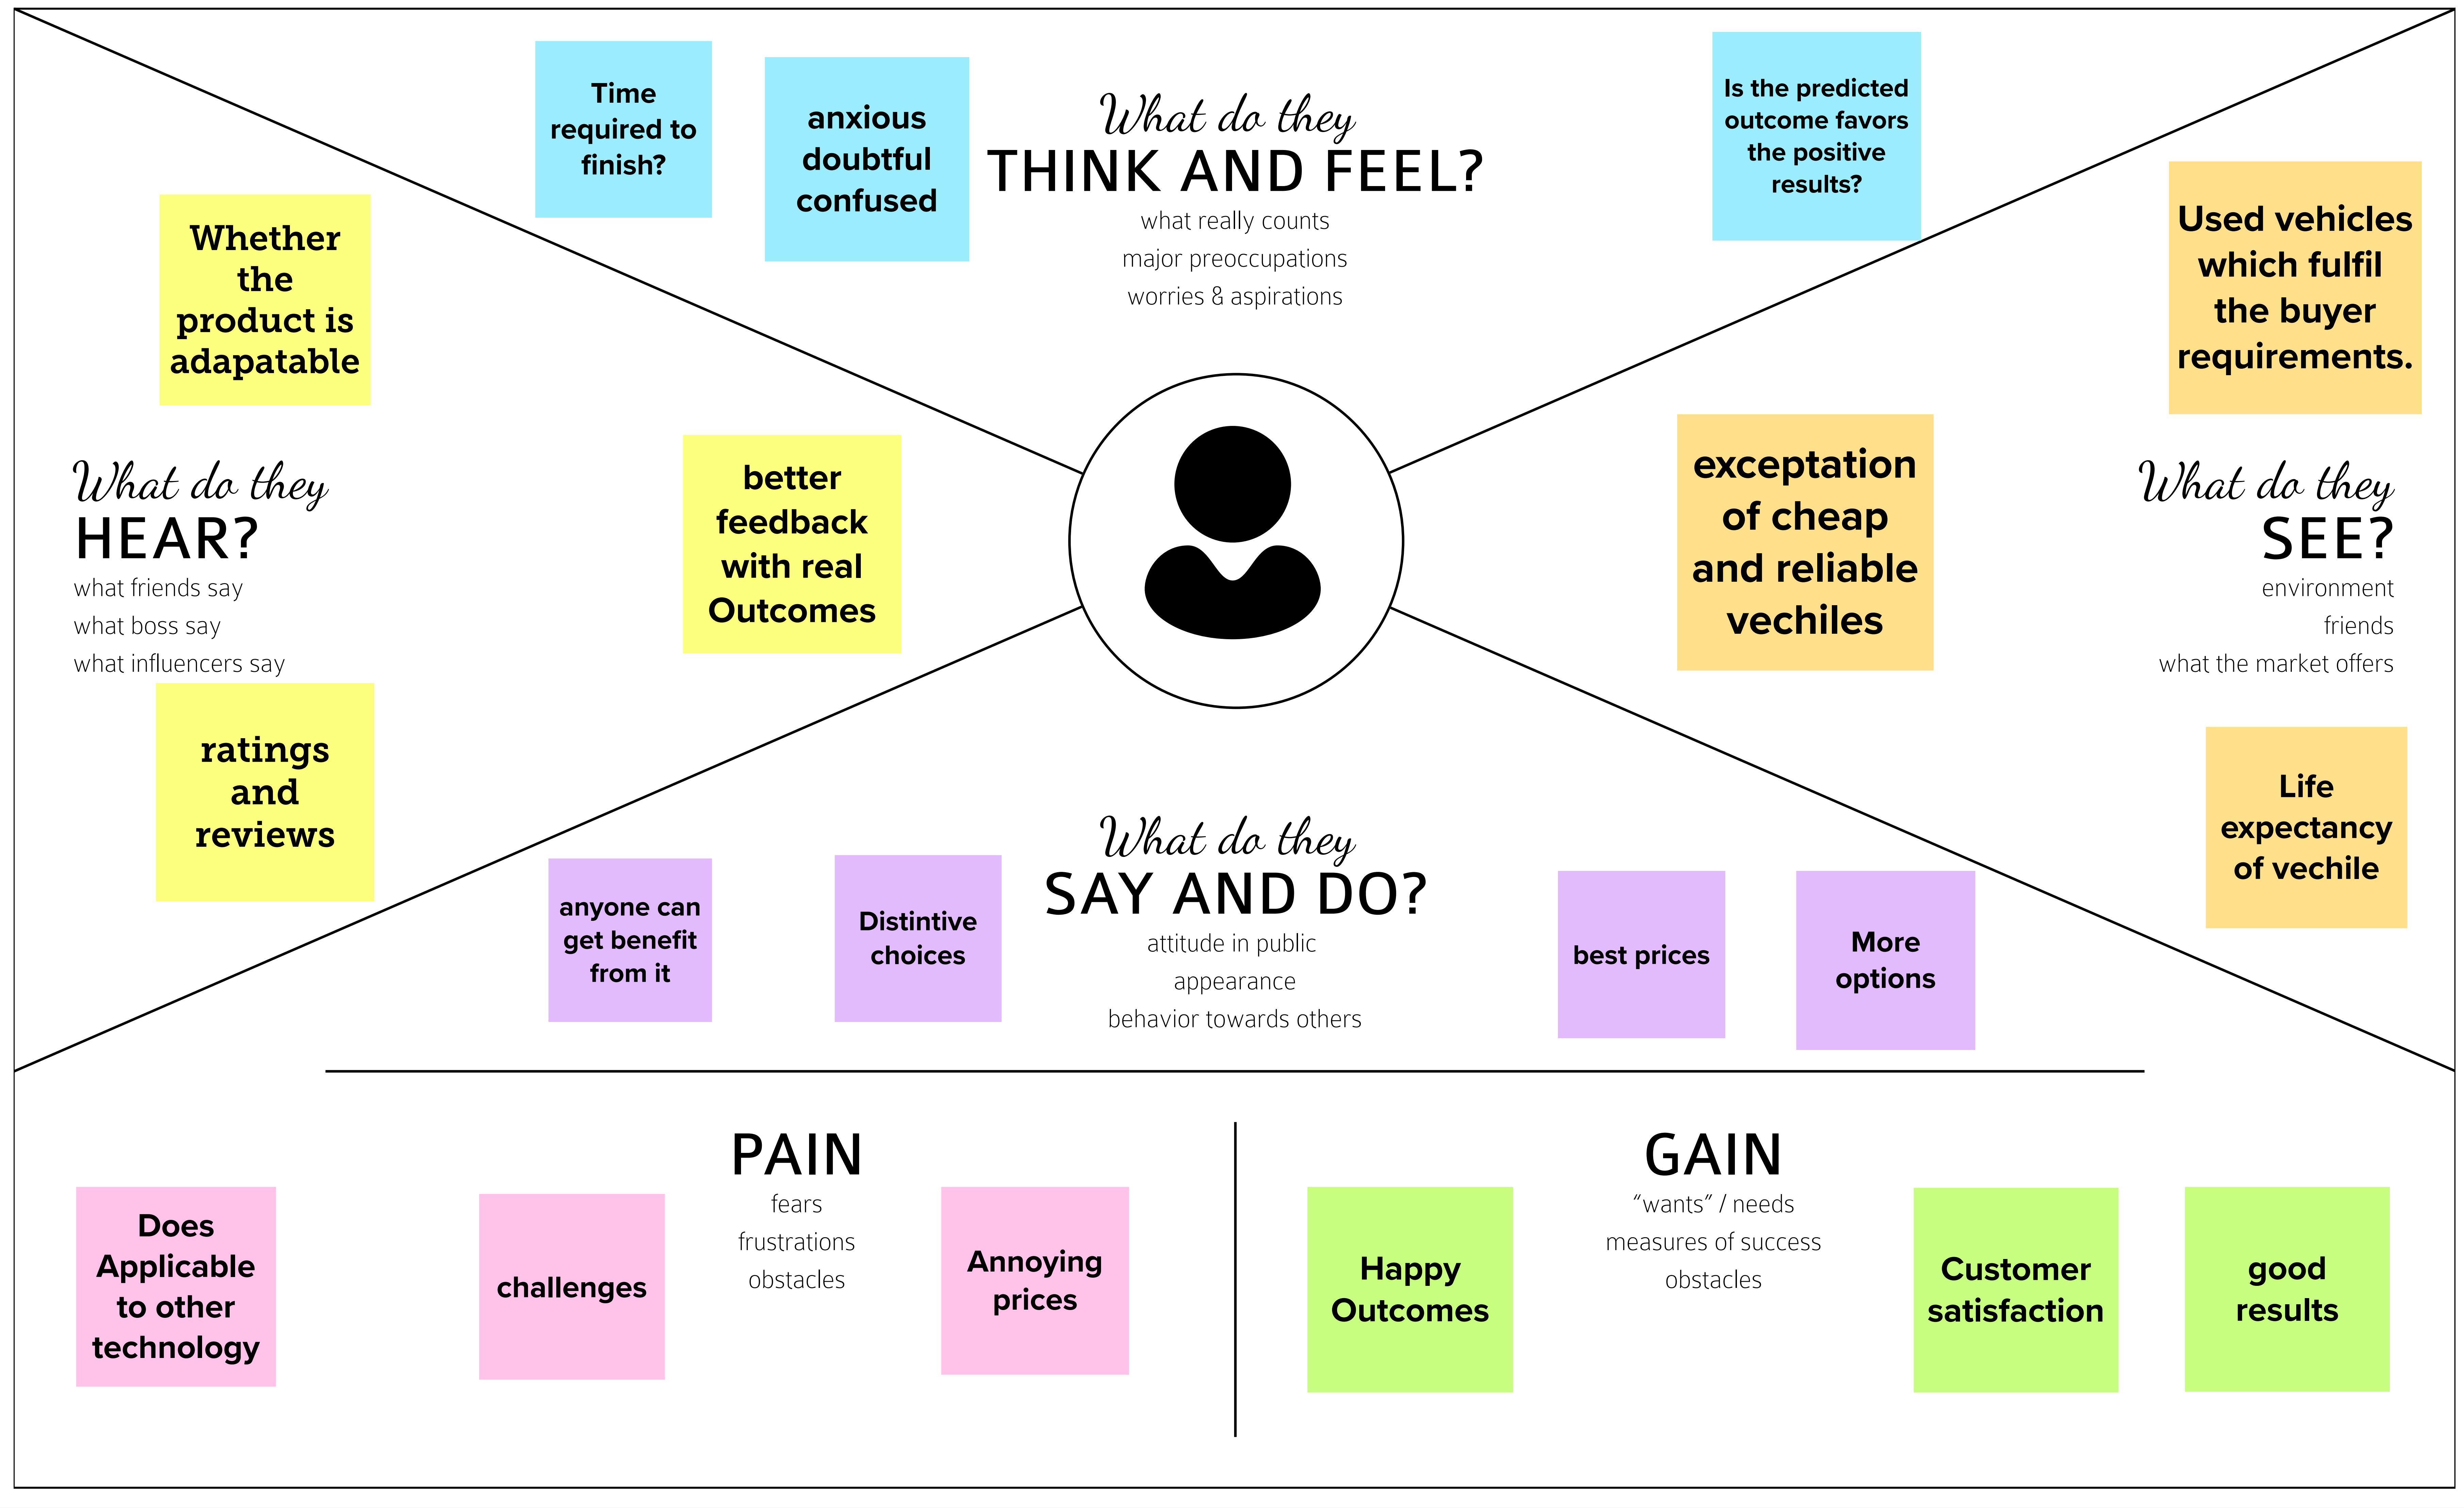 Time
required to
finish?
anxious
doubtful
confused
What do they
THINK AND FEEL?
what really counts
major preoccupations
worries & aspirations
Is the predicted
outcome favors
the positive
results?
Whether
the
product is
adapatable
What do they
HEAR?
what friends say
what boss say
what influencers say
better
feedback
with real
Outcomes
ratings
and
reviews
Used vehicles
which fulfil
the buyer
requirements.
exceptation
of cheap
and reliable
vechiles
What do they
SEE?
environment
friends
what the market offers
Life
expectancy
of vechile
What do they
SAY AND DO?
attitude in public
appearance
behavior towards others
anyone can
get benefit
from it
Distintive
choices
best prices
More
options
PAIN
fears
frustrations
obstacles
Does
Applicable
to other
technology
challenges
Annoying
prices
GAIN
“wants” / needs
measures of success
obstacles
Happy
Outcomes
Customer
satisfaction
good
results